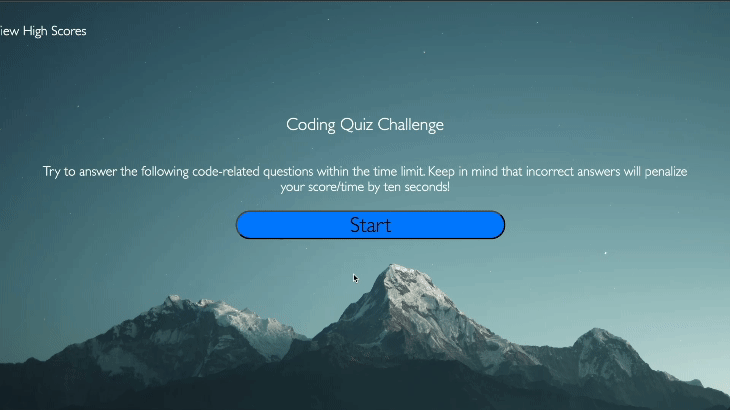 iew High Scores
Coding Quiz Challenge
Try to answer the following code-related questions within the time limit. Keep in mind that incorrect answers will penalize
your score/time by ten seconds!
Start